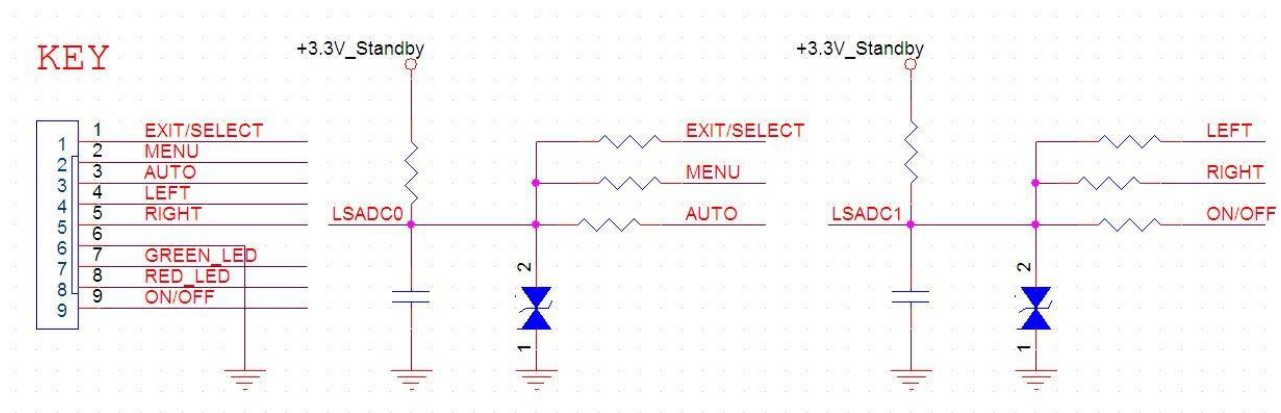 KEY
1 1 EXIT/SELECT
2 2 MENU
3 3 AUTO
4 4 LEFT
5 5 RIGHT
6 6
7 7 GREEN_LED
8 8 RED_LED
9 9 ON/OFF
+3.3V_Standby
EXIT/SELECT
MENU
LSADC0
AUTO
2
1
+3.3V_Standby
LEFT
RIGHT
LSADC1
ON/OFF
2
1